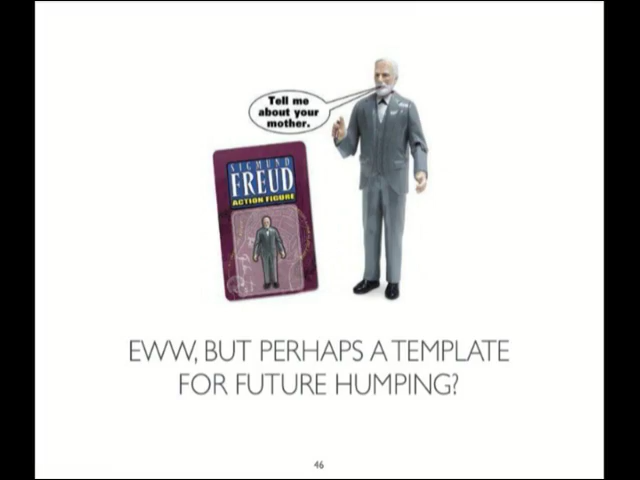 Tell me
about your
mother.
SIGMUND
FREUD
ACTION FIGURE
EWW, BUT PERHAPS A TEMPLATE
FOR FUTURE HUMPING?
46